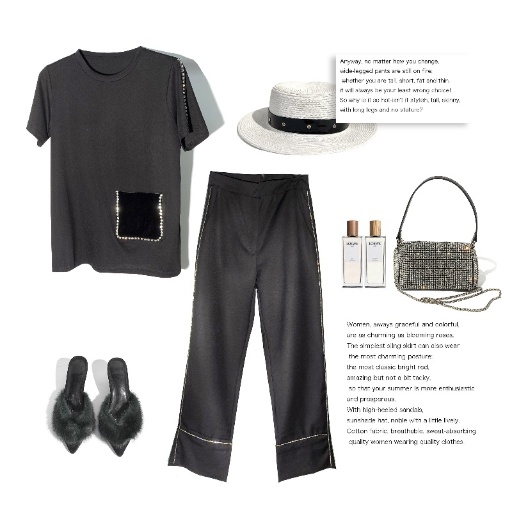 Anyway, no matter how you change,
wide-legged pants are still on fire,
whether you are tall, short, fat and thin
it will always be your least wrong choice!
So why is it so hot-isn't it stylish, tall, skinny,
with long legs and no stature?
Women, always graceful and colorful,
are as charming as blooming roses.
The simplest sling skirt can also wear
the most charming posture;
the most classic bright red,
amazing but not a bit tacky,
so that your summer is more enthusiastic
and prosperous.
With high-heeled sandals,
sunshade hat, noble with a little lively.
Cotton fabric, breathable, sweat-absorbing
quality women wearing quality clothes.